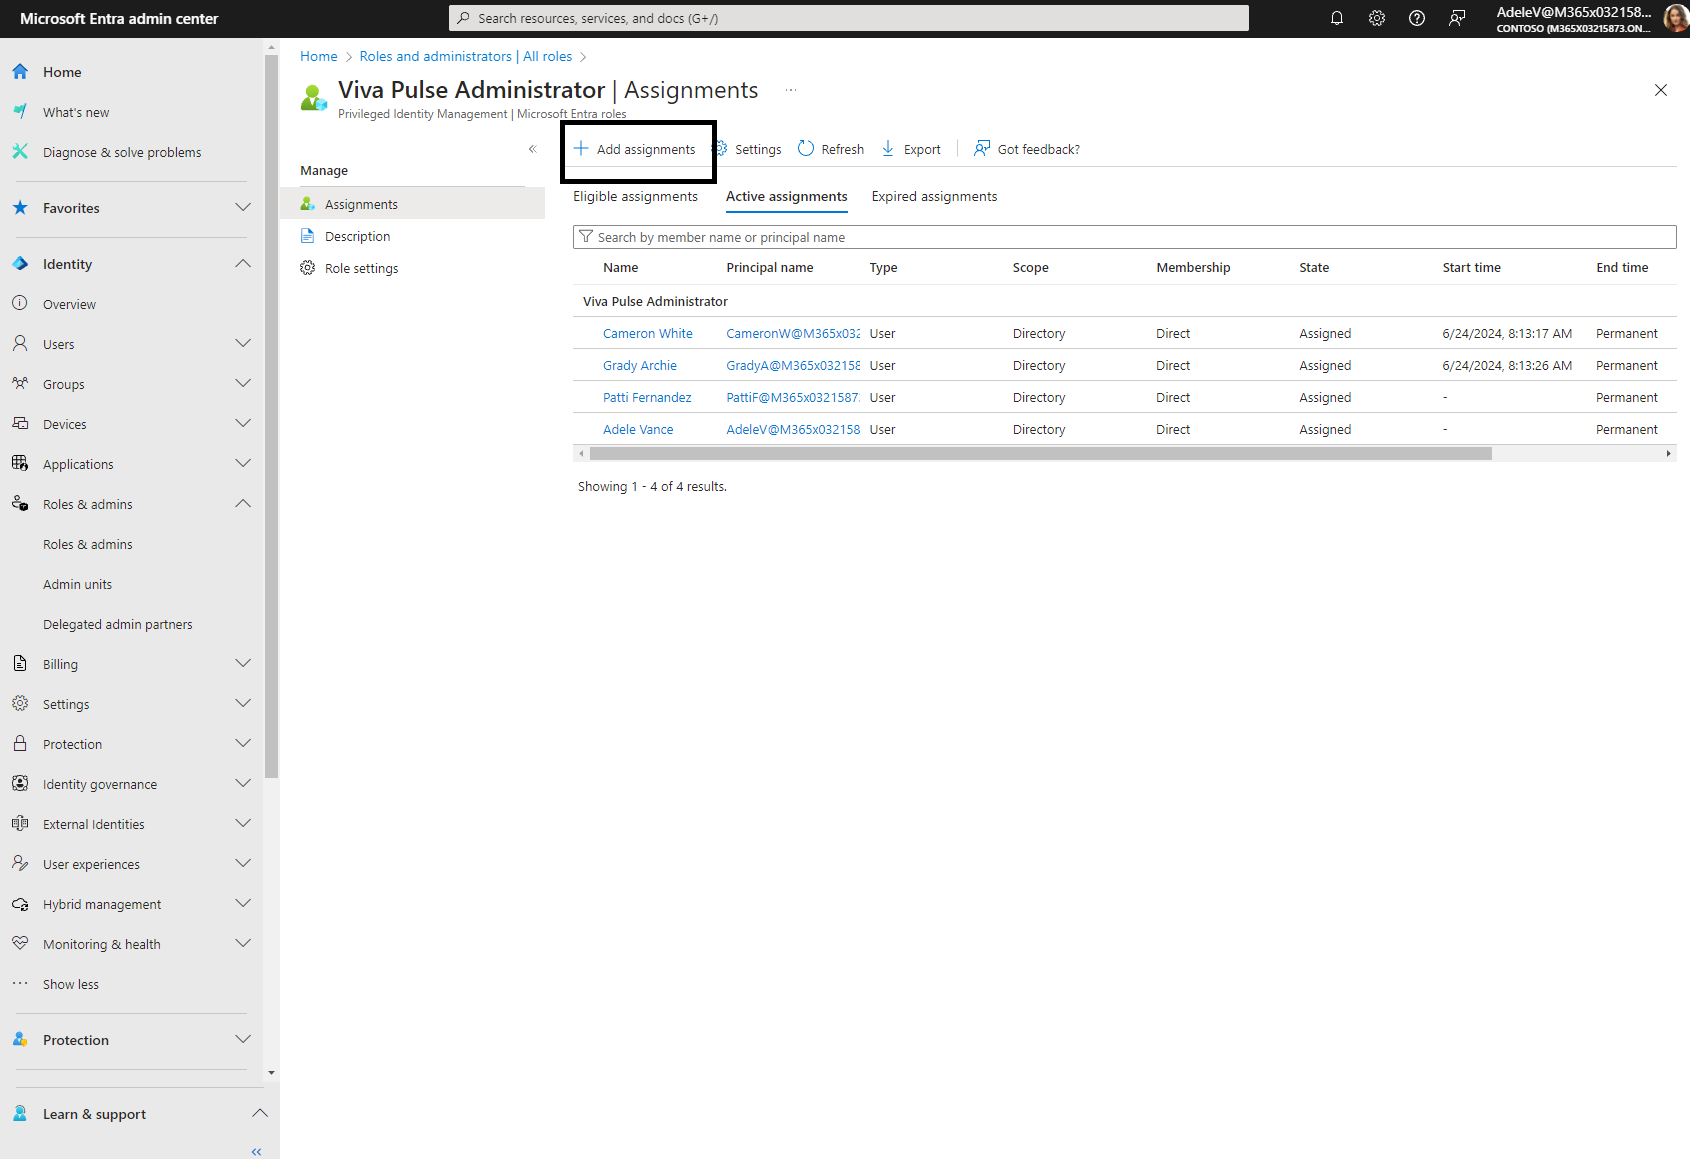 Microsoft Entra admin center
Search resources, services, and docs (G+/)
AdeleV@M365x032158...
CONTOSO (M365X03215873.ON...
Home
What's new
Diagnose & solve problems
Favorites
Identity
Overview
Users
Groups
Devices
Applications
Roles & admins
Roles & admins
Admin units
Delegated admin partners
Billing
Settings
Protection
Identity governance
External Identities
User experiences
Hybrid management
Monitoring & health
Show less
Protection
Learn & support
Home > Roles and administrators | All roles >
Viva Pulse Administrator | Assignments ...
Privileged Identity Management | Microsoft Entra roles
Manage
Assignments
Description
Role settings
Add assignments Settings Refresh Export Got feedback?
Eligible assignments Active assignments Expired assignments
Search by member name or principal name
Name Principal name Type Scope Membership State Start time End time
Viva Pulse Administrator
Cameron White CameronW@M365x032 User Directory Direct Assigned 6/24/2024, 8:13:17 AM Permanent
Grady Archie GradyA@M365x032158 User Directory Direct Assigned 6/24/2024, 8:13:26 AM Permanent
Patti Fernandez PattiF@M365x0321587: User Directory Direct Assigned - Permanent
Adele Vance AdeleV@M365x032158 User Directory Direct Assigned - Permanent
Showing 1 - 4 of 4 results.